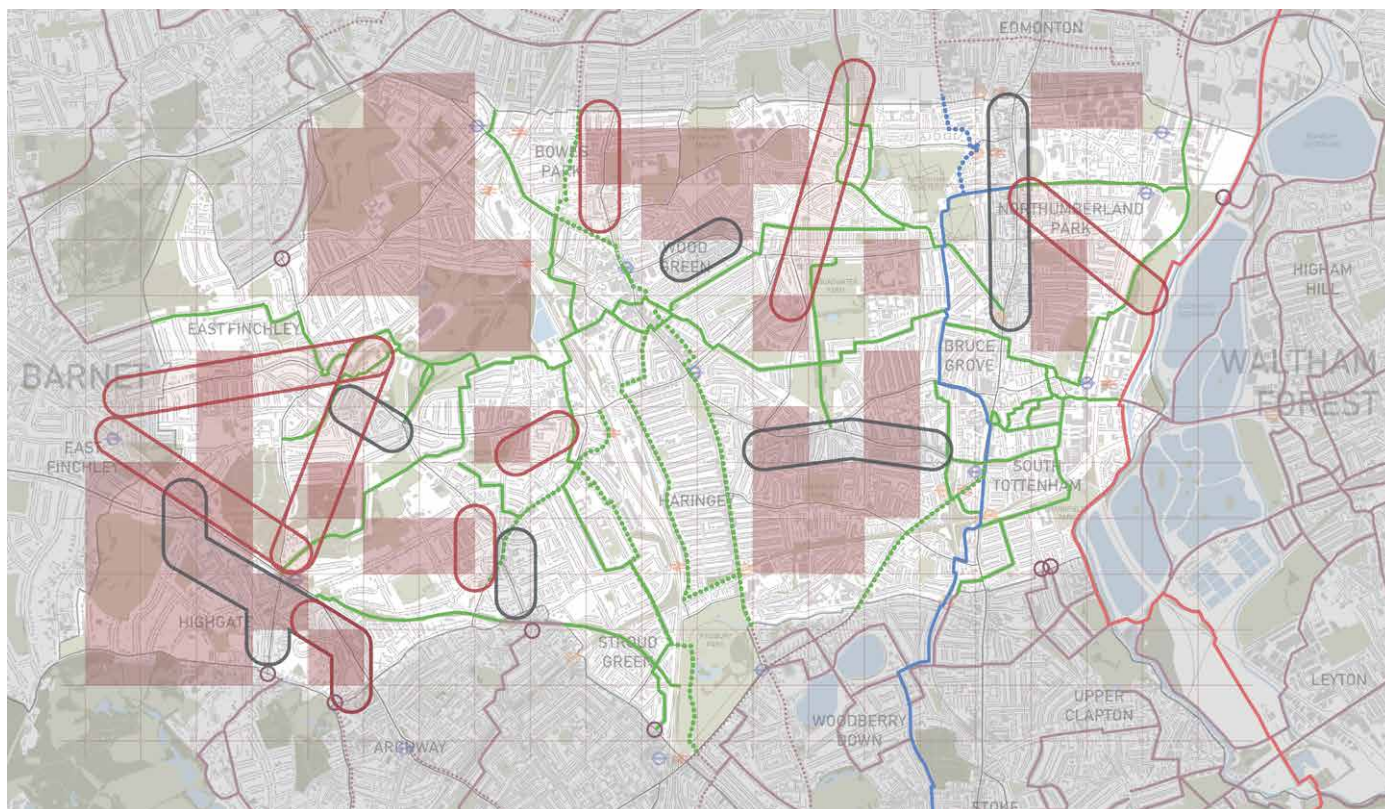 EDMONTON
BOWES
PARK
NORTHUMBERLAND
PARK
WOOD
GREEN
HIGHAM
HILL
EAST FINCHLEY
BRUCE
GROVE
BARNET
WALTHAM
FOREST
EAST
FINCHLEY
SOUTH
TOTTENHAM
HARINGEY
HIGHGATE
STROUD
GREEN
LEYTON
UPPER
CLAPTON
WOODBERRY
DOWN
ARCHWAY
STOKE